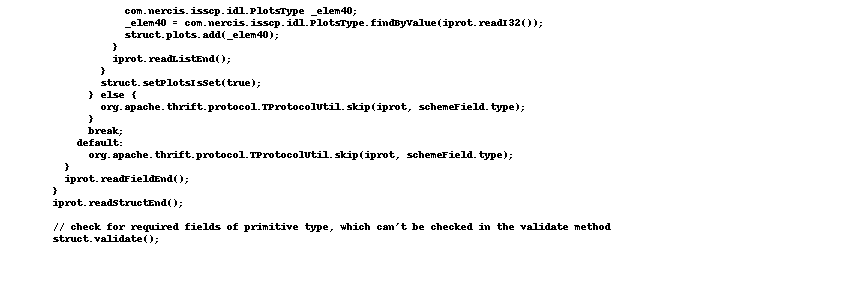 com.nercis.isscp.idl.PlotsType _elem40;
_elem40 = com.nercis.isscp.idl.PlotsType.findByValue(iprot.readI32());
struct.plots.add(_elem40);
}
iprot.readListEnd();
}
struct.setPlotsIsSet(true);
} else {
org.apache.thrift.protocol.TProtocolUtil.skip(iprot, schemeField.type);
}
break;
default:
org.apache.thrift.protocol.TProtocolUtil.skip(iprot, schemeField.type);
}
iprot.readFieldEnd();
}
iprot.readStructEnd();
// check for required fields of primitive type, which can't be checked in the validate method
struct.validate();